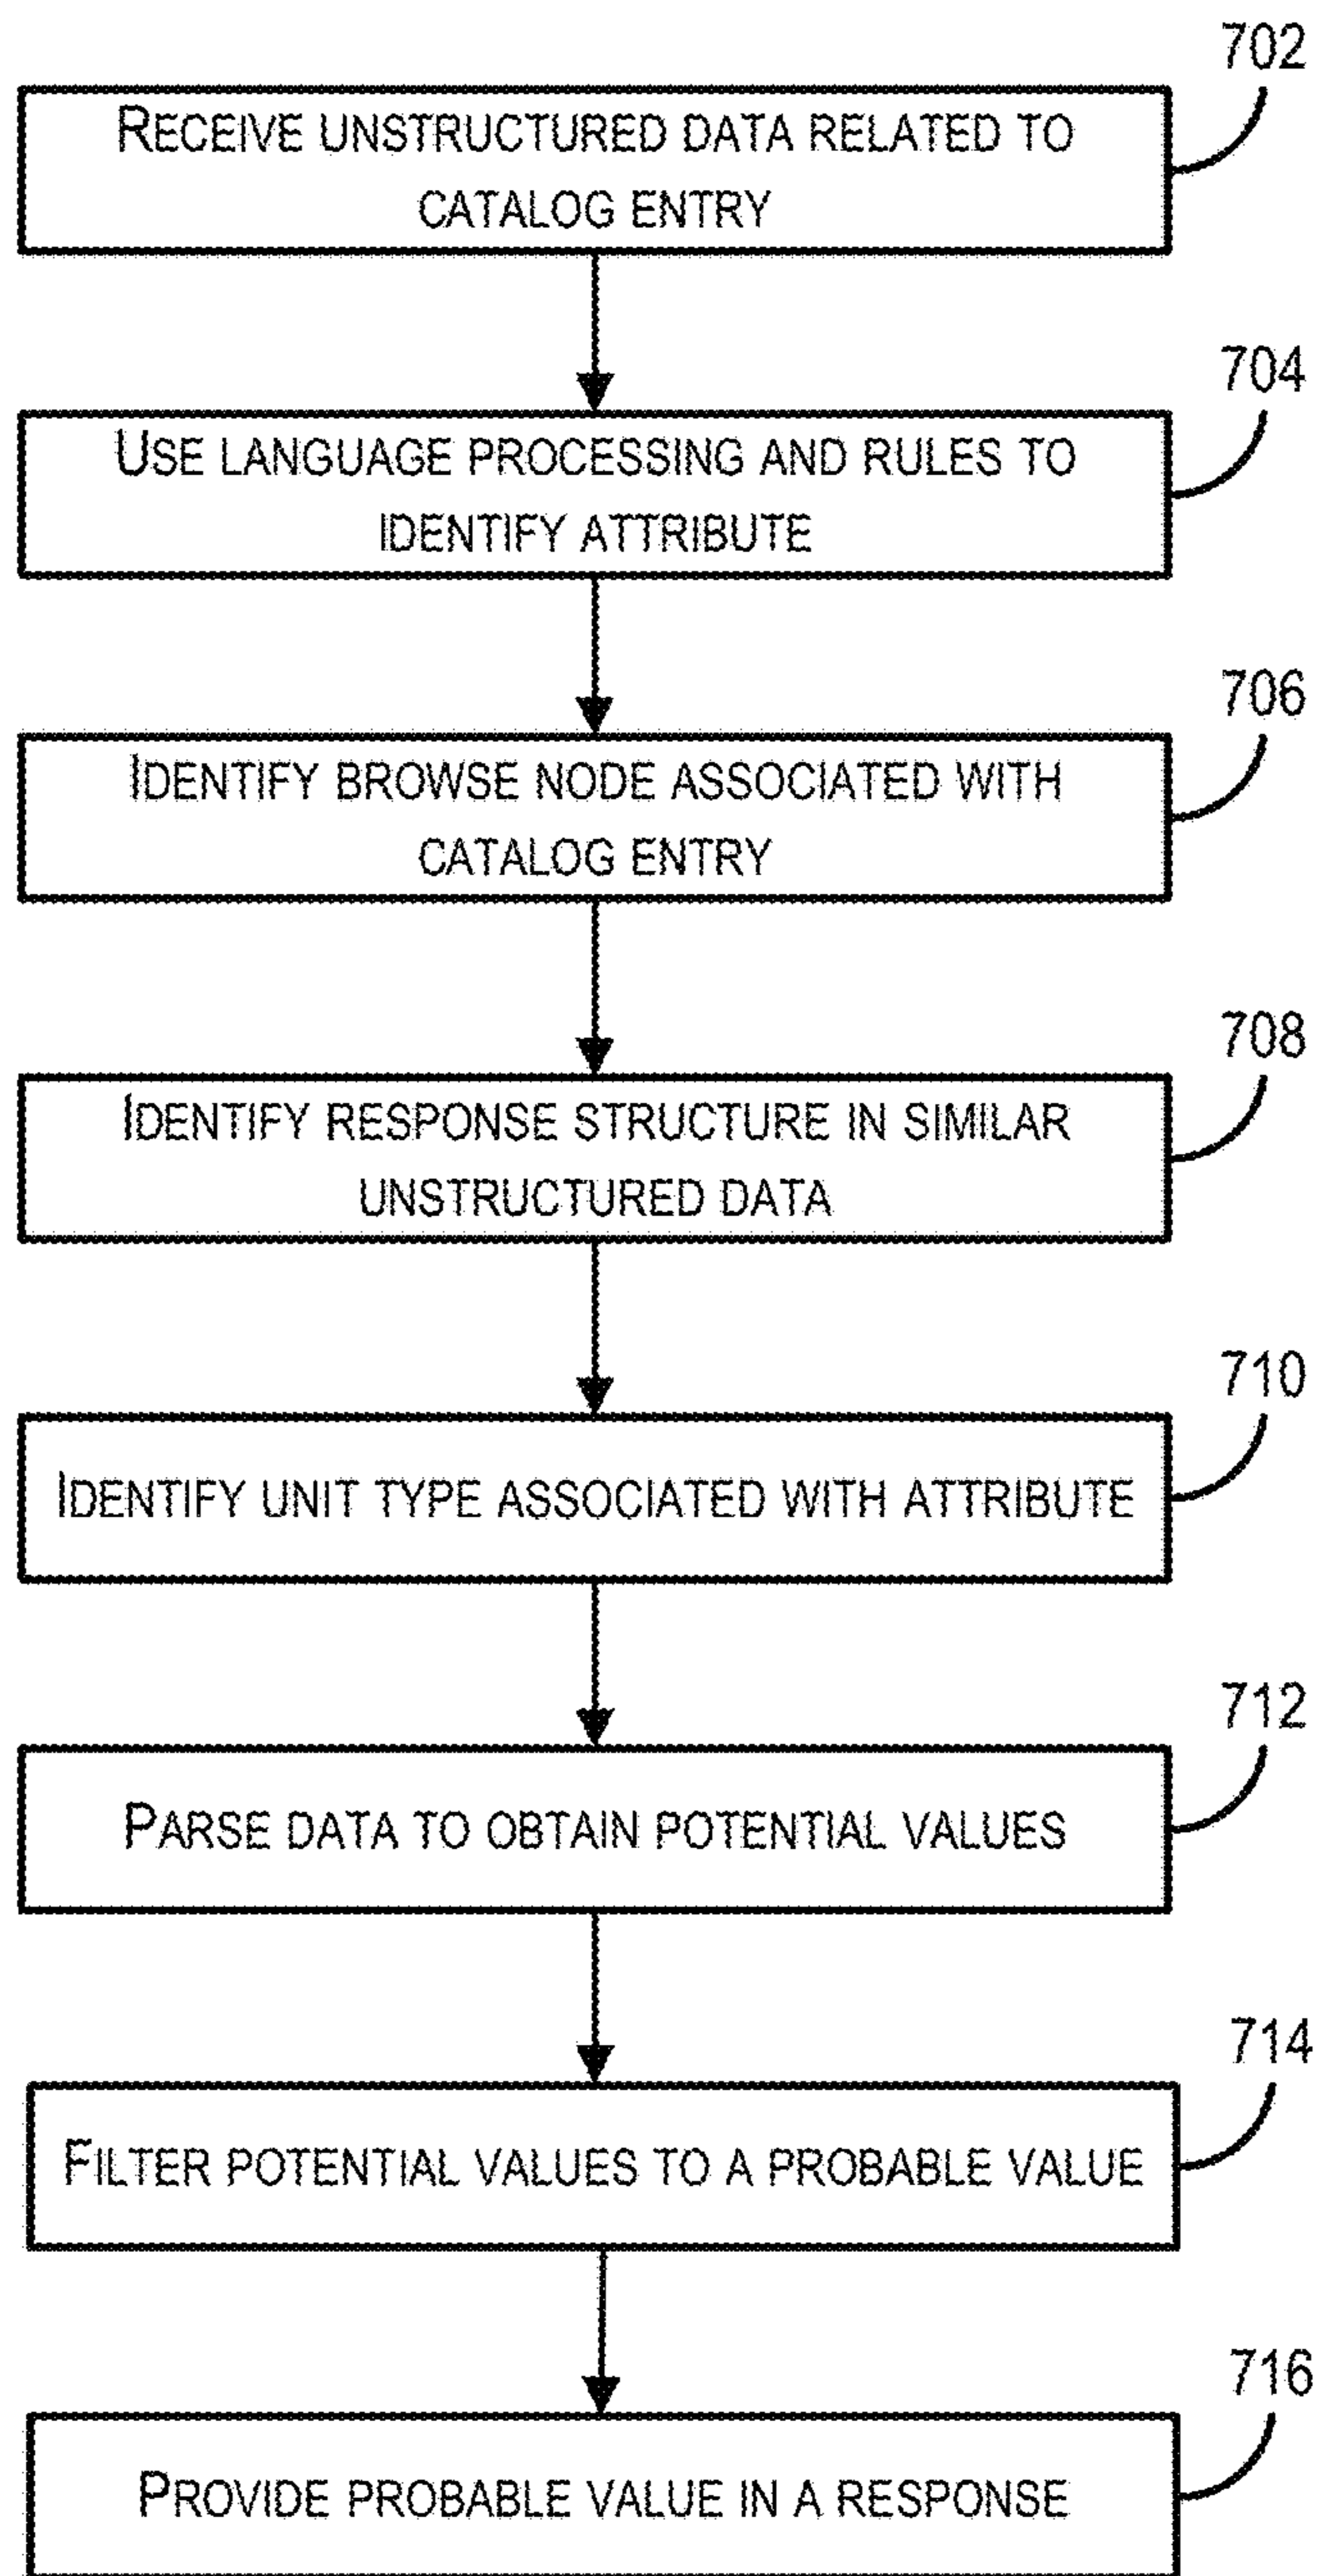 702
RECEIVE UNSTRUCTURED DATA RELATED TO
CATALOG ENTRY
704
USE LANGUAGE PROCESSING AND RULES TO
IDENTIFY ATTRIBUTE
706
IDENTIFY BROWSE NODE ASSOCIATED WITH
CATALOG ENTRY
708
IDENTIFY RESPONSE STRUCTURE IN SIMILAR
UNSTRUCTURED DATA
710
IDENTIFY UNIT TYPE ASSOCIATED WITH ATTRIBUTE
712
PARSE DATA TO OBTAIN POTENTIAL VALUES
714
FILTER POTENTIAL VALUES TO A PROBABLE VALUE
716
PROVIDE PROBABLE VALUE IN A RESPONSE